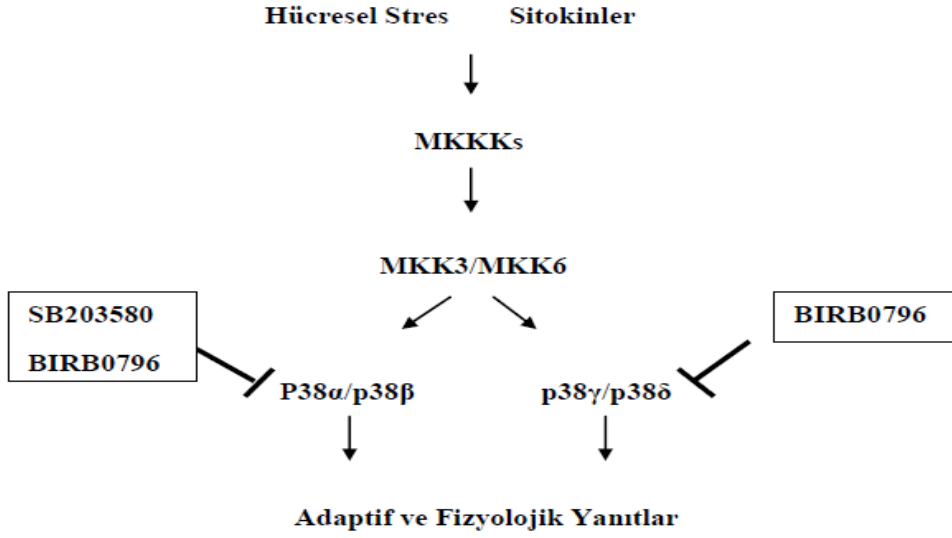 Hücresel Stres Sitokinler
MKKKs
MKK3/MKK6
SB203580
BIRB0796
BIRB0796
P38α/p38β
p38γ/p38δ
Adaptif ve Fizyolojik Yanıtlar